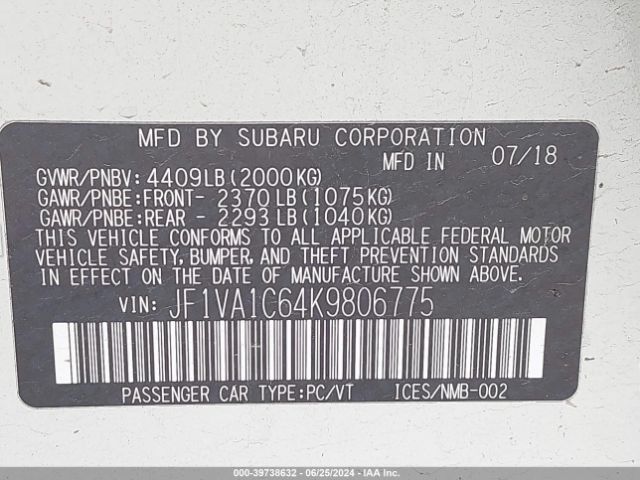 MFD BY SUBARU CORPORATION
MFD IN 07/18
GVWR/PNBV: 4409LB(2000KG)
GAWR/PNBE:FRONT- 2370LB(1075KG)
GAWR/PNBE:REAR - 2293LB(1040KG)
THIS VEHICLE CONFORMS TO ALL APPLICABLE FEDERAL MOTOR
VEHICLE SAFETY, BUMPER, AND THEFT PREVENTION STANDARDS
IN EFFECT ON THE DATE OF MANUFACTURE SHOWN ABOVE.
VIN: JF1VA1C64K9806775
PASSENGER CAR TYPE:PC/VT ICES/NMB-002
000-39738632 - 06/25/2024 - IAA Inc.